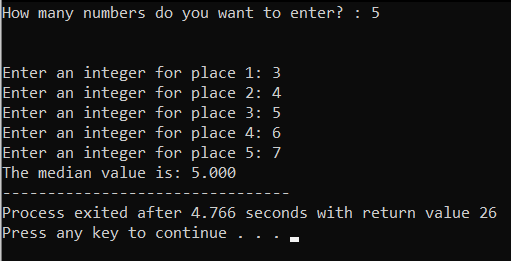 How many numbers do you want to enter? : 5
Enter an integer for place 1: 3
Enter an integer for place 2: 4
Enter an integer for place 3: 5
Enter an integer for place 4: 6
Enter an integer for place 5: 7
The median value is: 5.000
--------------------------------
Process exited after 4.766 seconds with return value 26
Press any key to continue . . .